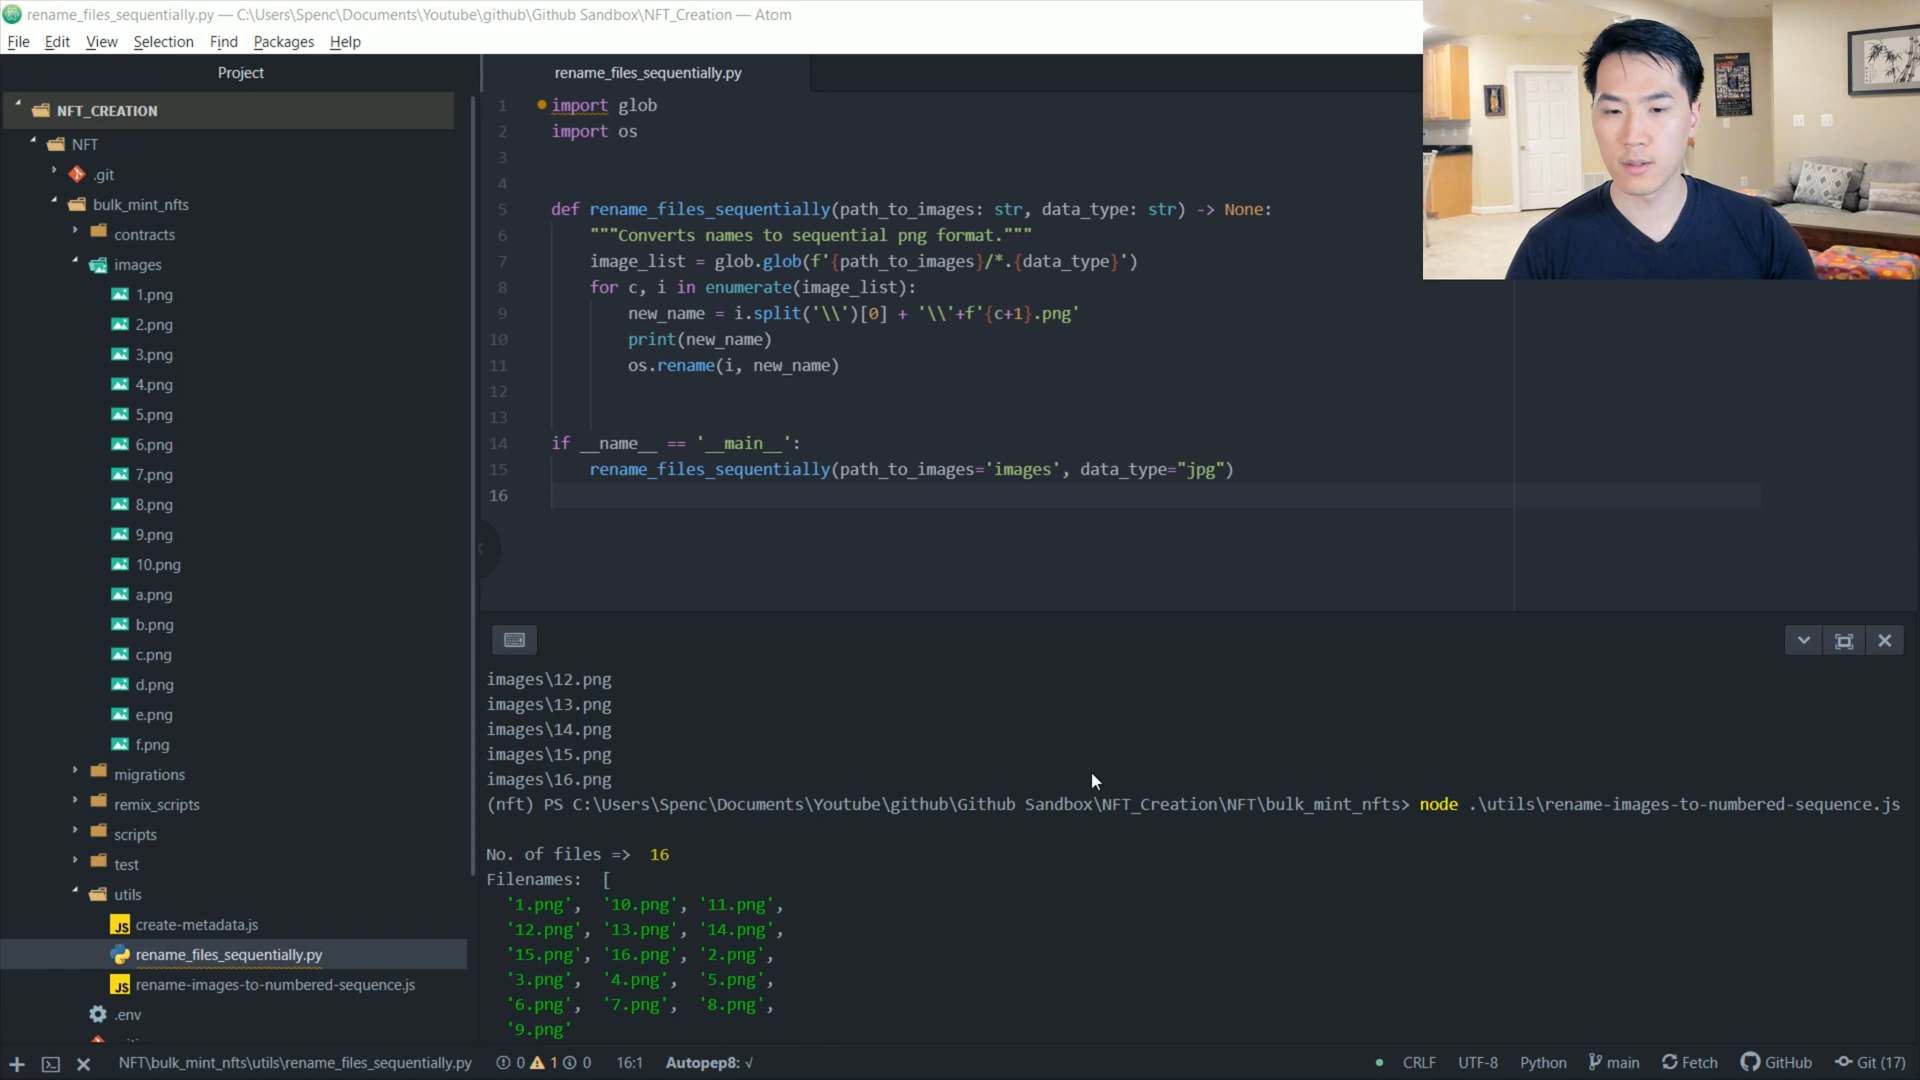 rename_files_sequentially.py — C:\Users\Spenc\Documents\Youtube\github\Github Sandbox\NFT_Creation — Atom
File Edit View Selection Find Packages Help
Project
NFT_CREATION
NFT
.git
bulk_mint_nfts
contracts
images
1.png
2.png
3.png
4.png
5.png
6.png
7.png
8.png
9.png
10.png
a.png
b.png
c.png
d.png
e.png
f.png
migrations
remix_scripts
scripts
test
utils
create-metadata.js
rename_files_sequentially.py
rename-images-to-numbered-sequence.js
.env
rename_files_sequentially.py
1 import glob
2 import os
3
4
5 def rename_files_sequentially(path_to_images: str, data_type: str) -> None:
6 """Converts names to sequential png format."""
7 image_list = glob.glob(f'{path_to_images}/*.{data_type}')
8 for c, i in enumerate(image_list):
9 new_name = i.split('\\')[0] + '\\'+f'{c+1}.png'
10 print(new_name)
11 os.rename(i, new_name)
12
13
14 if __name__ == '__main__':
15 rename_files_sequentially(path_to_images='images', data_type="jpg")
16
images\12.png
images\13.png
images\14.png
images\15.png
images\16.png
(nft) PS C:\Users\Spenc\Documents\Youtube\github\Github Sandbox\NFT_Creation\NFT\bulk_mint_nfts> node .\utils\rename-images-to-numbered-sequence.js
No. of files => 16
Filenames: [
'1.png', '10.png', '11.png',
'12.png', '13.png', '14.png',
'15.png', '16.png', '2.png',
'3.png', '4.png', '5.png',
'6.png', '7.png', '8.png',
'9.png'
NFT\bulk_mint_nfts\utils\rename_files_sequentially.py 0 1 0 16:1 Autopep8: √ CRLF UTF-8 Python main Fetch GitHub Git (17)